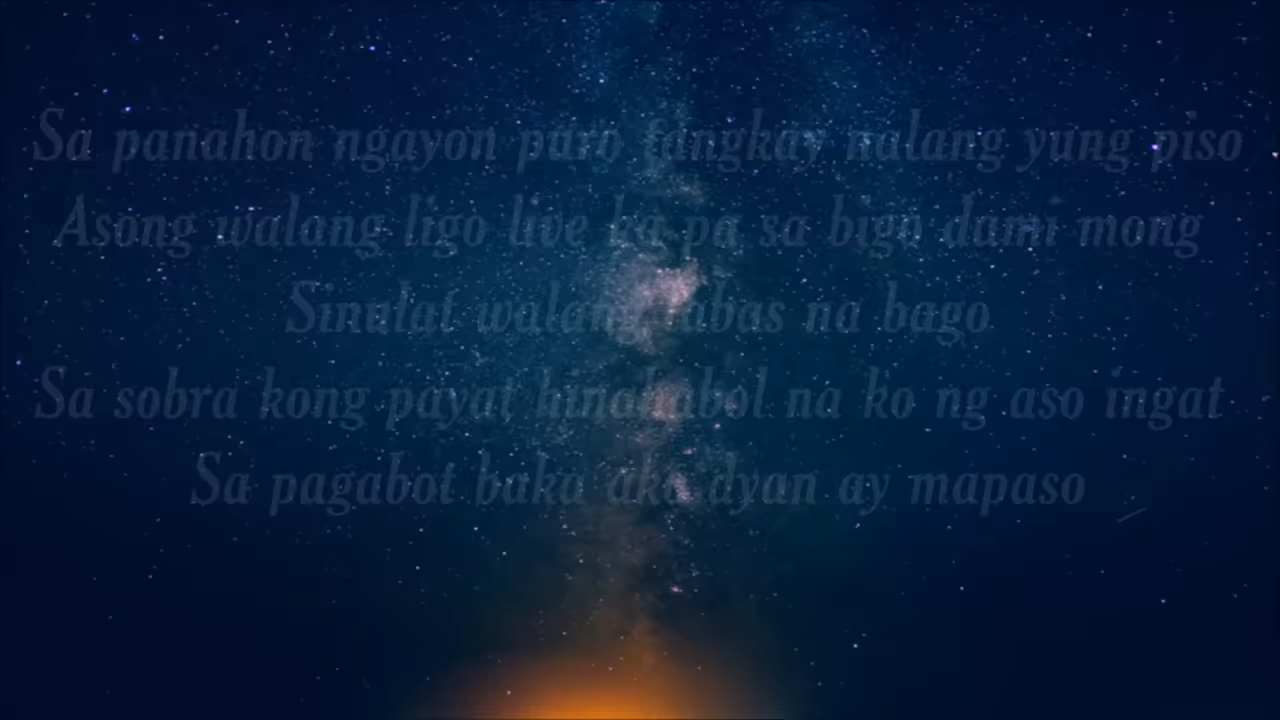 Sa panahon ngayon puro tangkay nalang yung piso
Asong walang ligo live ka pa sa bigo dami mong
Sinulat walang labas na bago
Sa sobra kong payat hinahabol na ko ng aso ingat
Sa pagabot baka ako dyan ay mapaso